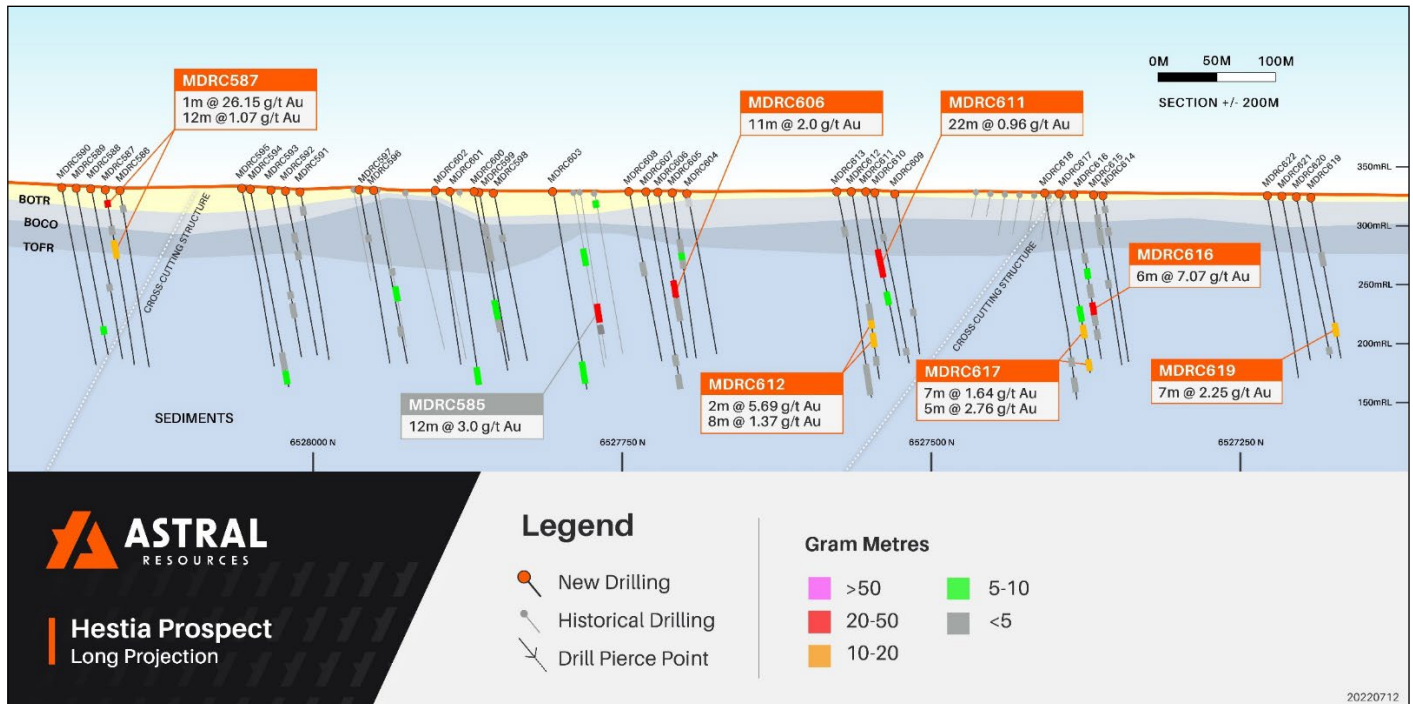 0M 50M 100M
SECTION +/- 200M
MDRC587
1m @ 26.15 g/t Au
12m @1.07 g/t Au
MDRC606
11m @ 2.0 g/t Au
MDRC611
22m @ 0.96 g/t Au
MDRC590
MDRC589
MDRC588
MDRC587
MDRC586
MDRC595
MDRC594
MDRC593
MDRC592
MDRC591
MDRC597
MDRC596
MDRC602
MDRC601
MDRC600
MDRC599
MDRC598
MDRC603
MDRC608
MDRC607
MDRC606
MDRC605
MDRC604
MDRC613
MDRC612
MDRC611
MDRC610
MDRC609
MDRC618
MDRC617
MDRC616
MDRC615
MDRC614
MDRC622
MDRC621
MDRC620
MDRC619
350mRL
BOTR
BOCO
300mRL
TOFR
CROSS CUTTING STRUCTURE
CROSS CUTTING STRUCTURE
MDRC616
6m @ 7.07 g/t Au
260mRL
200mRL
MDRC585
12m @ 3.0 g/t Au
MDRC612
2m @ 5.69 g/t Au
8m @ 1.37 g/t Au
MDRC617
7m @ 1.64 g/t Au
5m @ 2.76 g/t Au
MDRC619
7m @ 2.25 g/t Au
150mRL
SEDIMENTS
6528000 N
6527750 N
6527500 N
6527250 N
ASTRAL
RESOURCES
Hestia Prospect
Long Projection
Legend
New Drilling
Historical Drilling
Drill Pierce Point
Gram Metres
>50
20-50
10-20
5-10
<5
20220712